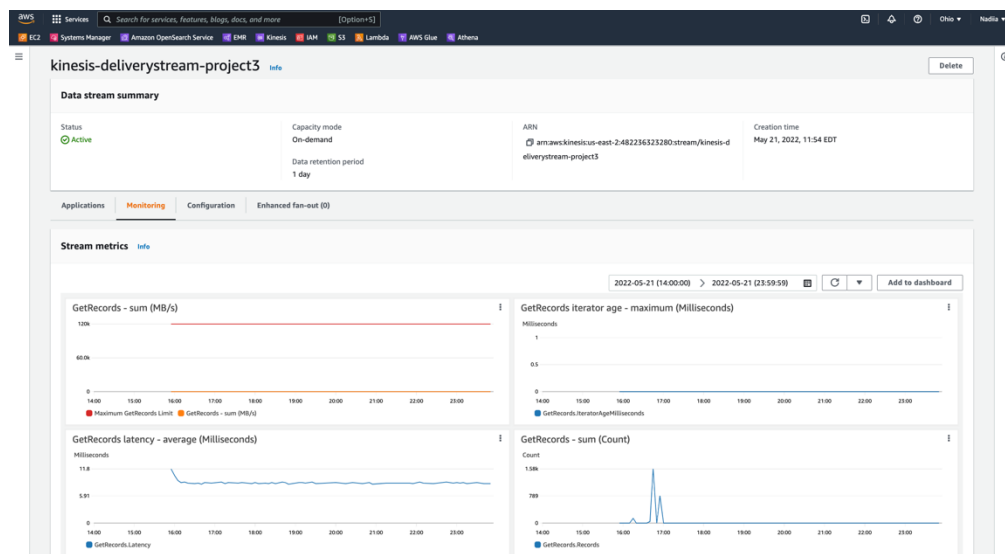 aws
Services
Search for services, features, blogs, docs, and more
[Option+S]
Ohio ▼
Nadiia ▼
EC2
Systems Manager
Amazon OpenSearch Service
EMR
Kinesis
IAM
S3
Lambda
AWS Glue
Athena
kinesis-deliverystream-project3 Info
Delete
Data stream summary
Status
Active
Capacity mode
On-demand
Data retention period
1 day
ARN
arn:aws:kinesis:us-east-2:482236323280:stream/kinesis-d
eliverystream-project3
Creation time
May 21, 2022, 11:54 EDT
Applications
Monitoring
Configuration
Enhanced fan-out (0)
Stream metrics Info
2022-05-21 (14:00:00) > 2022-05-21 (23:59:59)
Add to dashboard
GetRecords - sum (MB/s)
120k
60.0k
0
14:00 15:00 16:00 17:00 18:00 19:00 20:00 21:00 22:00 23:00
Maximum GetRecords Limit GetRecords - sum (MB/s)
GetRecords iterator age - maximum (Milliseconds)
Milliseconds
1
0.5
0
14:00 15:00 16:00 17:00 18:00 19:00 20:00 21:00 22:00 23:00
GetRecords.IteratorAgeMilliseconds
GetRecords latency - average (Milliseconds)
Milliseconds
11.8
5.91
0
14:00 15:00 16:00 17:00 18:00 19:00 20:00 21:00 22:00 23:00
GetRecords.Latency
GetRecords - sum (Count)
Count
1.58k
789
0
14:00 15:00 16:00 17:00 18:00 19:00 20:00 21:00 22:00 23:00
GetRecords.Records